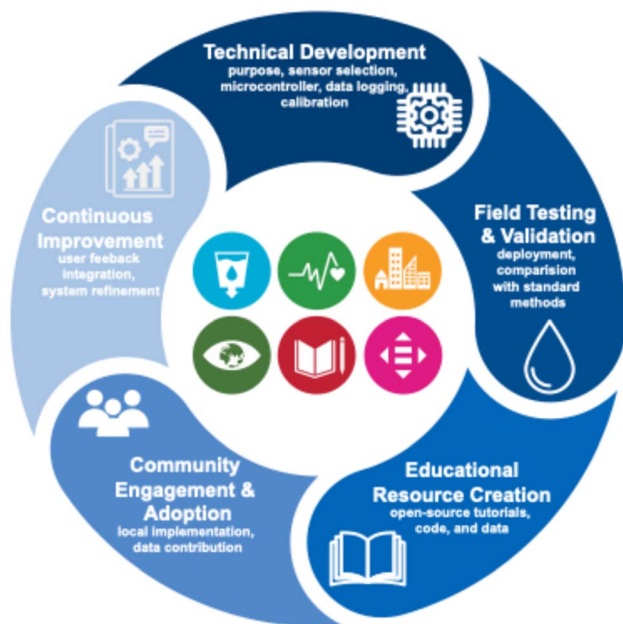 Technical Development
purpose, sensor selection,
microcontroller, data logging,
calibration
Field Testing
& Validation
deployment,
comparision
with standard
methods
Educational
Resource Creation
open-source tutorials,
code, and data
Community
Engagement &
Adoption
local implementation,
data contribution
Continuous
Improvement
user feeback
integration,
system refinement